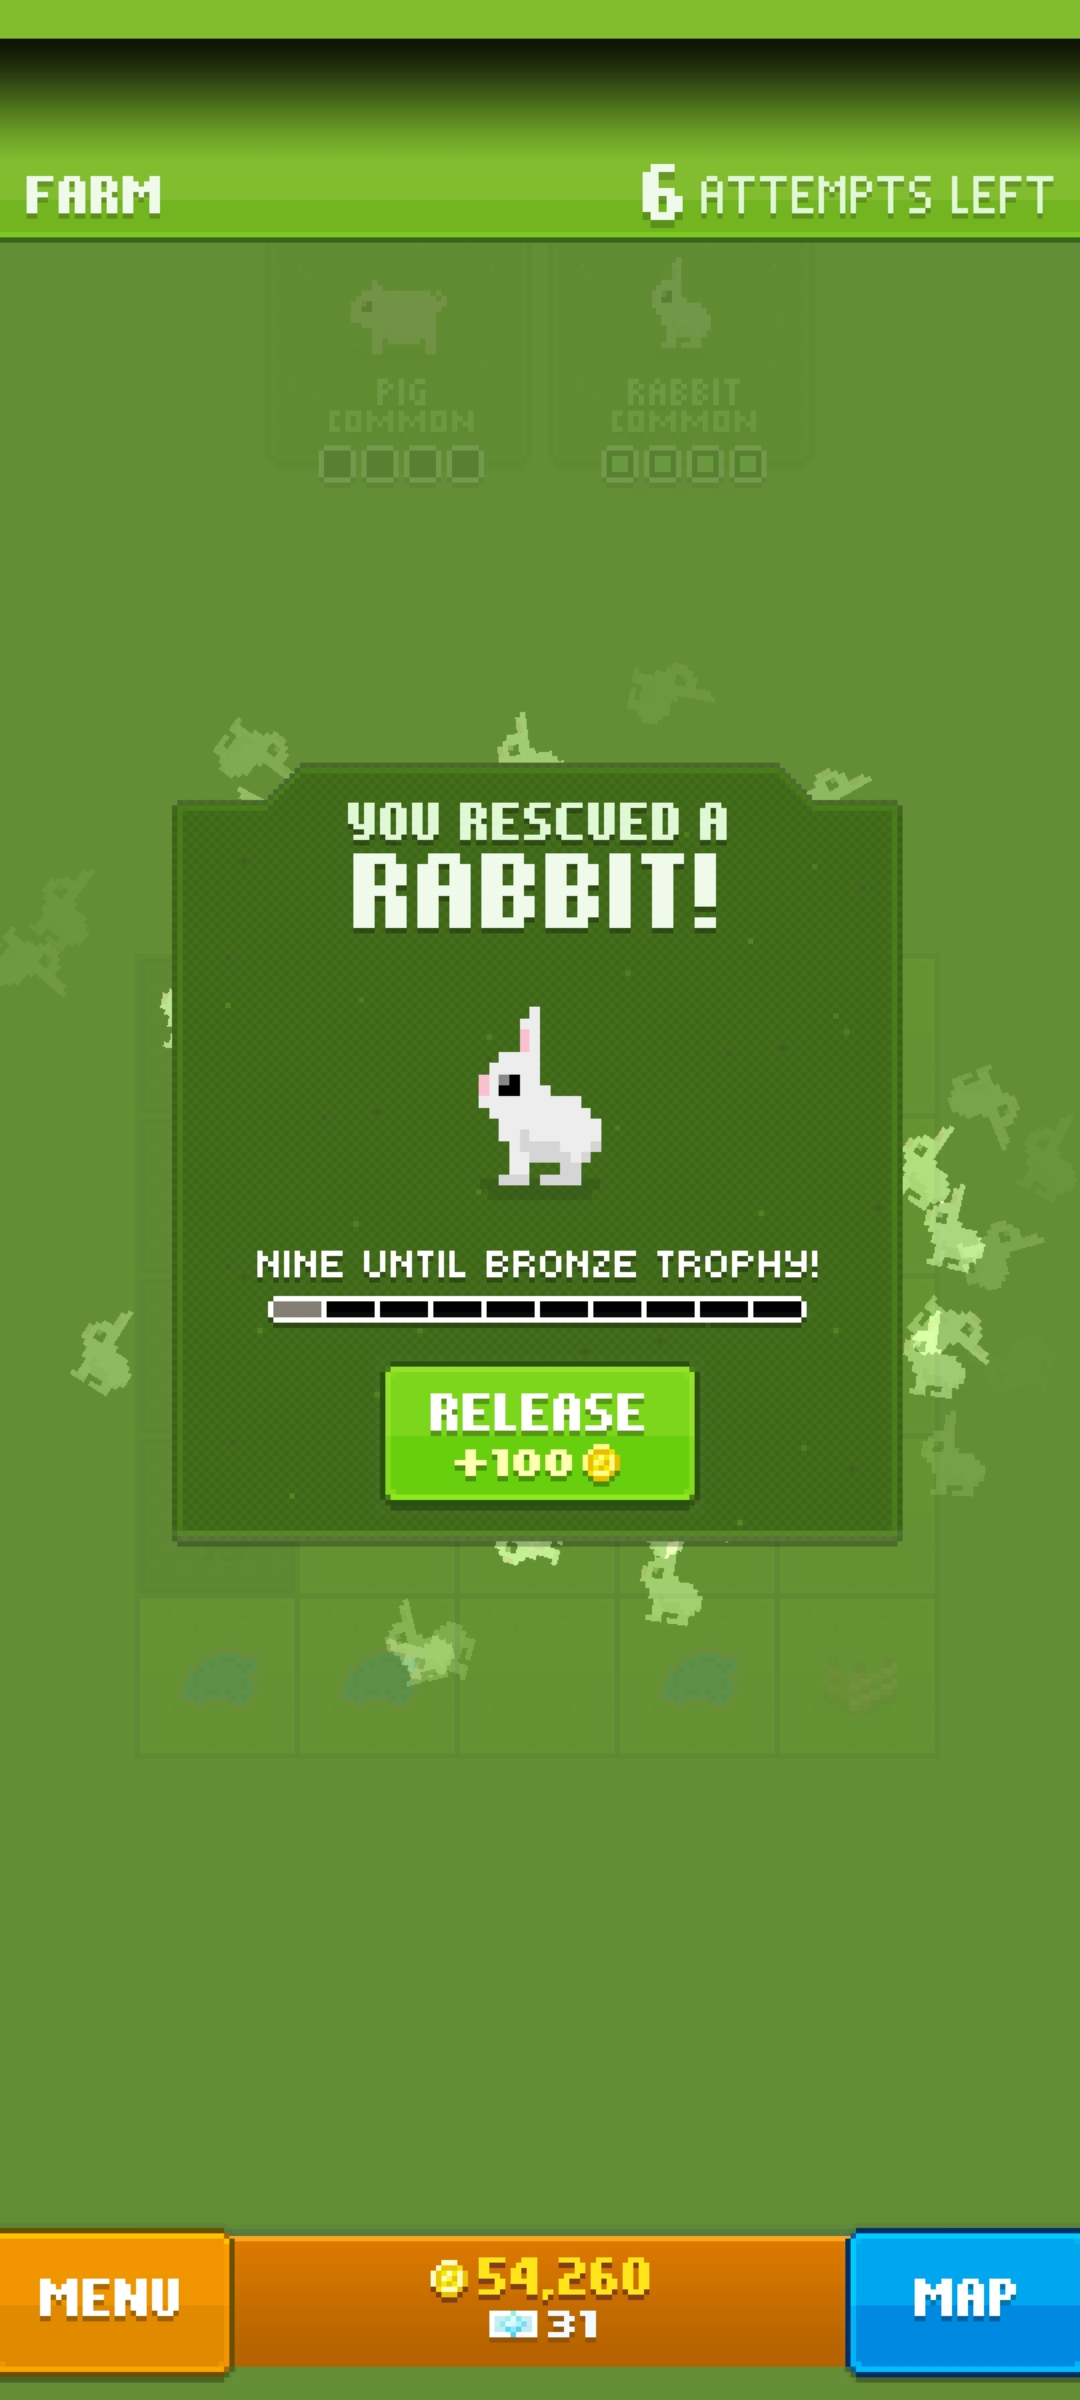 FARM
6 ATTEMPTS LEFT
PIG
COMMON
RABBIT
COMMON
YOU RESCUED A
RABBIT!
NINE UNTIL BRONZE TROPHY!
RELEASE
+100
MENU
54,260
31
MAP